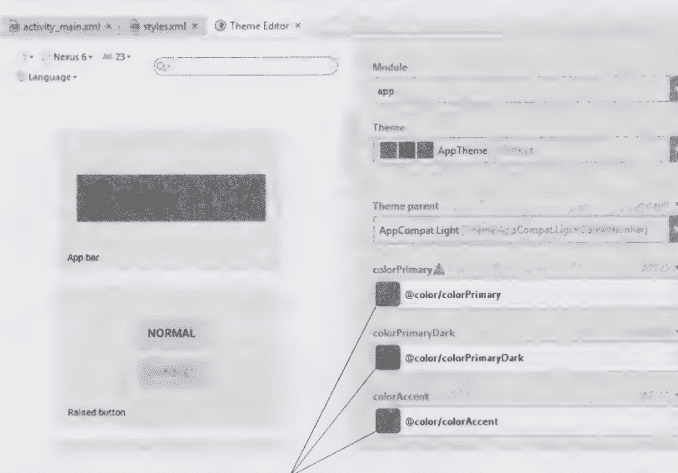 activity_main.xml × styles.xml × Theme Editor ×
Nexus 6 23
Language
Module
app
Theme
AppTheme
Theme parent
AppCompat Light
App bar
colorPrimary
@color/colorPrimary
NORMAL
colorPrimaryDark
@color/colorPrimaryDark
colorAccent
Raised button
@color/colorAccent